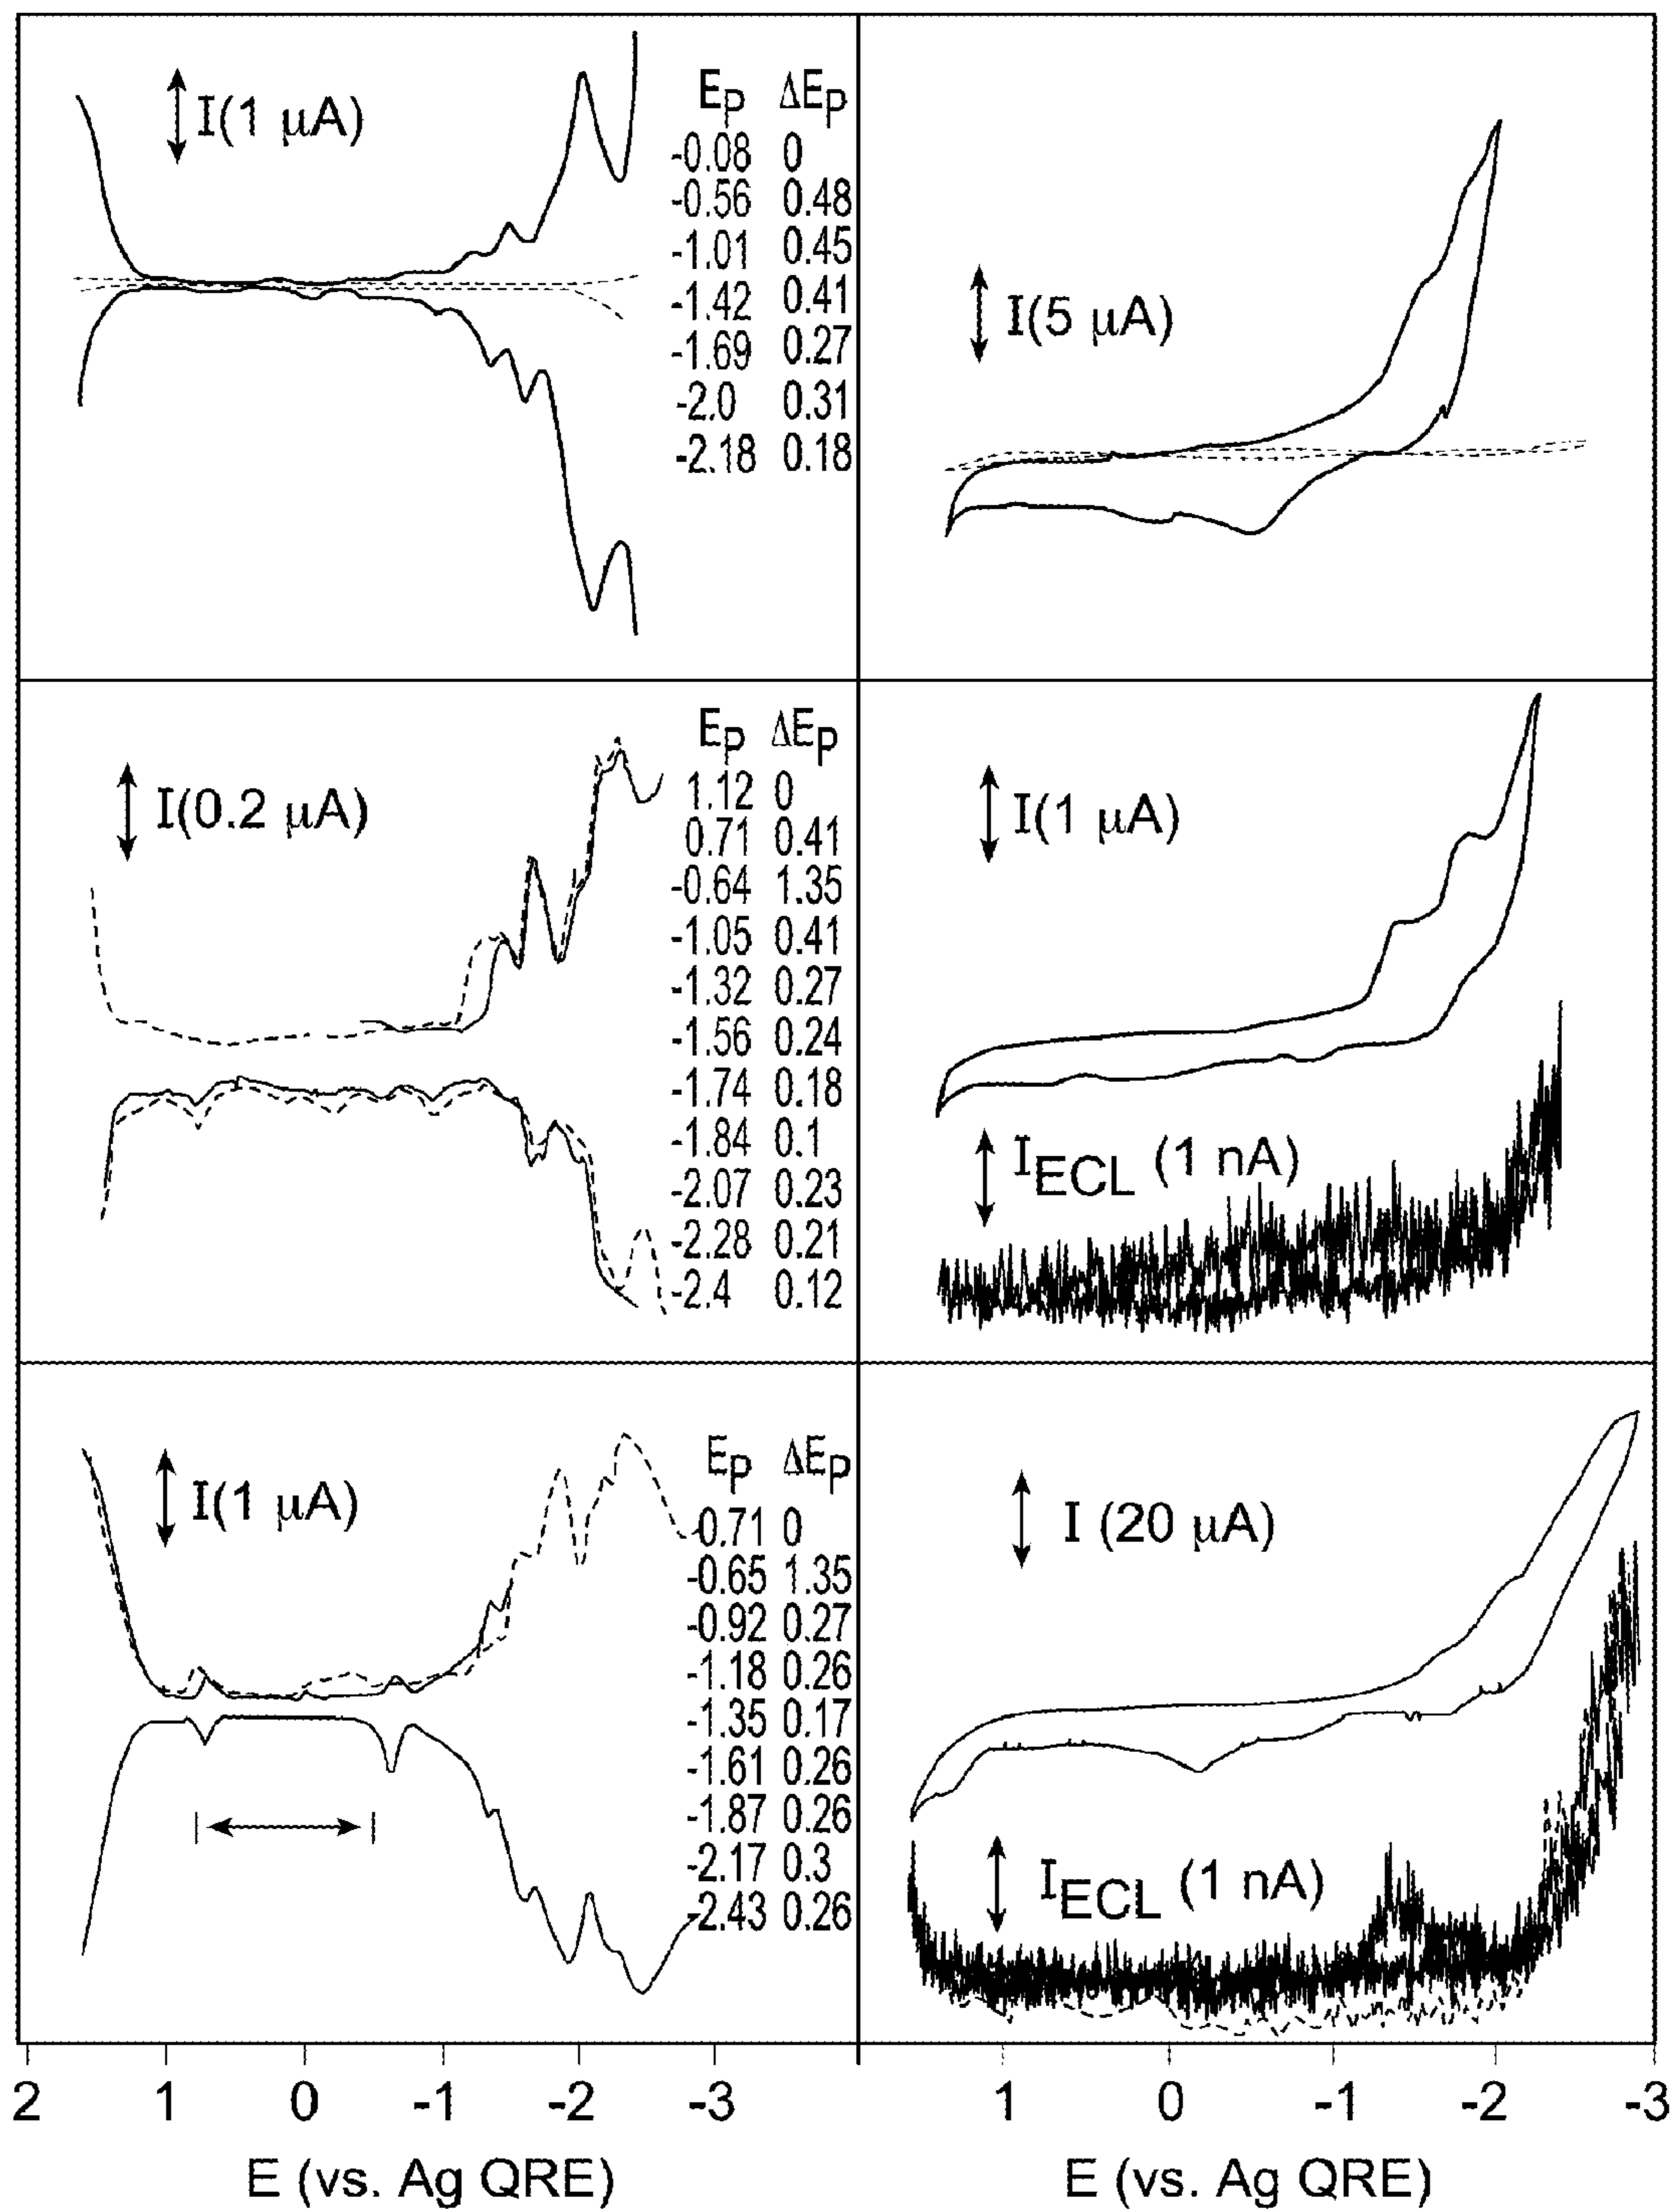 I(1 μA)
Ep ΔEp
-0.08 0
-0.56 0.48
-1.01 0.45
-1.42 0.41
-1.69 0.27
-2.0 0.31
-2.18 0.18
I(5 μA)
I(0.2 μA)
Ep ΔEp
1.12 0
0.71 0.41
-0.64 1.35
-1.05 0.41
-1.32 0.27
-1.56 0.24
-1.74 0.18
-1.84 0.1
-2.07 0.23
-2.28 0.21
-2.4 0.12
I(1 μA)
IECL (1 nA)
I(1 μA)
Ep ΔEp
0.71 0
-0.65 1.35
-0.92 0.27
-1.18 0.26
-1.35 0.17
-1.61 0.26
-1.87 0.26
-2.17 0.3
-2.43 0.26
I (20 μA)
IECL (1 nA)
2 1 0 -1 -2 -3
E (vs. Ag QRE)
1 0 -1 -2 -3
E (vs. Ag QRE)